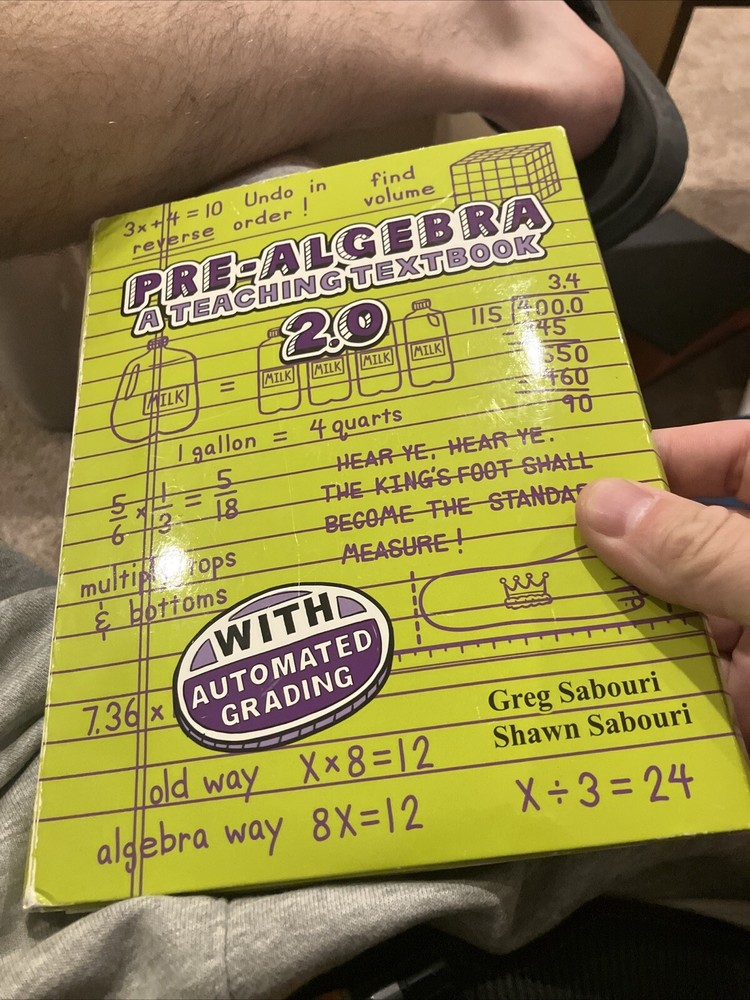 3x+4=10 Undo in
reverse order!
find
volume
PRE-ALGEBRA
A TEACHING TEXTBOOK
2.0
MILK
=
MILK MILK MILK MILK
1 gallon = 4 quarts
3.4
115 400.0
345
550
460
90
5/6 × 1/3 = 5/18
multiply tops
& bottoms
HEAR YE, HEAR YE.
THE KING'S FOOT SHALL
BECOME THE
MEASURE!
WITH
AUTOMATED
GRADING
7.36 ×
Greg Sabouri
Shawn Sabouri
old way X×8=12
algebra way 8X=12
X÷3=24